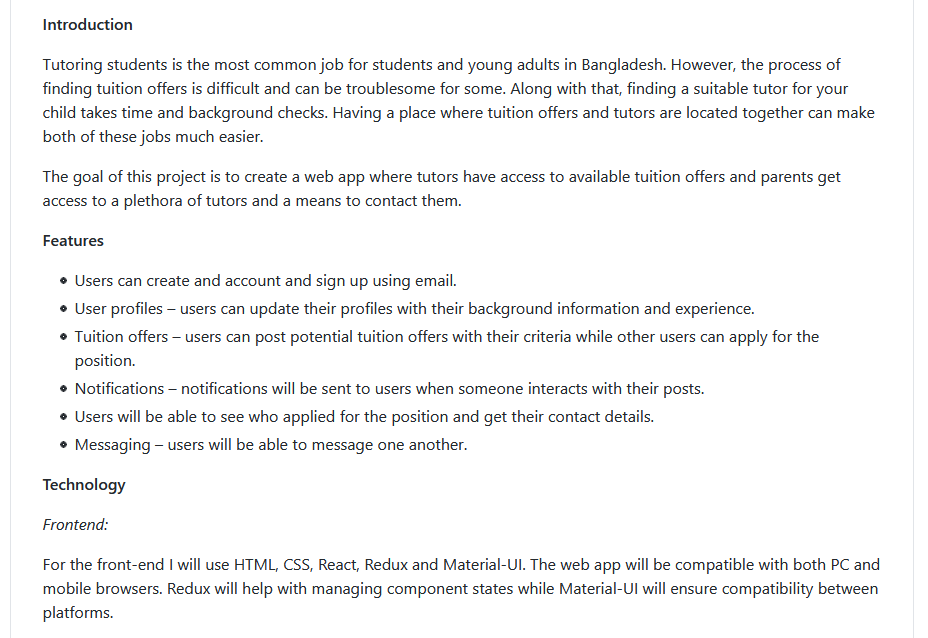 Introduction
Tutoring students is the most common job for students and young adults in Bangladesh. However, the process of
finding tuition offers is difficult and can be troublesome for some. Along with that, finding a suitable tutor for your
child takes time and background checks. Having a place where tuition offers and tutors are located together can make
both of these jobs much easier.
The goal of this project is to create a web app where tutors have access to available tuition offers and parents get
access to a plethora of tutors and a means to contact them.
Features
• Users can create and account and sign up using email.
• User profiles – users can update their profiles with their background information and experience.
• Tuition offers – users can post potential tuition offers with their criteria while other users can apply for the
position.
• Notifications – notifications will be sent to users when someone interacts with their posts.
• Users will be able to see who applied for the position and get their contact details.
• Messaging – users will be able to message one another.
Technology
Frontend:
For the front-end I will use HTML, CSS, React, Redux and Material-UI. The web app will be compatible with both PC and
mobile browsers. Redux will help with managing component states while Material-UI will ensure compatibility between
platforms.